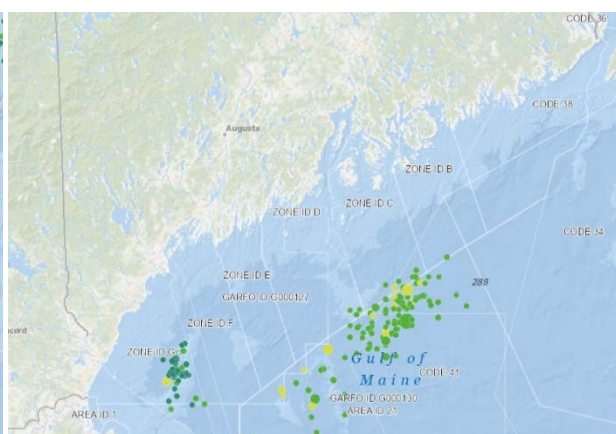 CODE 36
CODE 38
Augusta
ZONE ID B
ZONE ID C
ZONE ID D
CODE 34
ZONE ID E
288
GARFO ID G000127
ZONE ID F
ZONE ID G
Gulf of
Maine
CODE 41
GARFO ID G000130
AREA ID 21
AREA ID 1